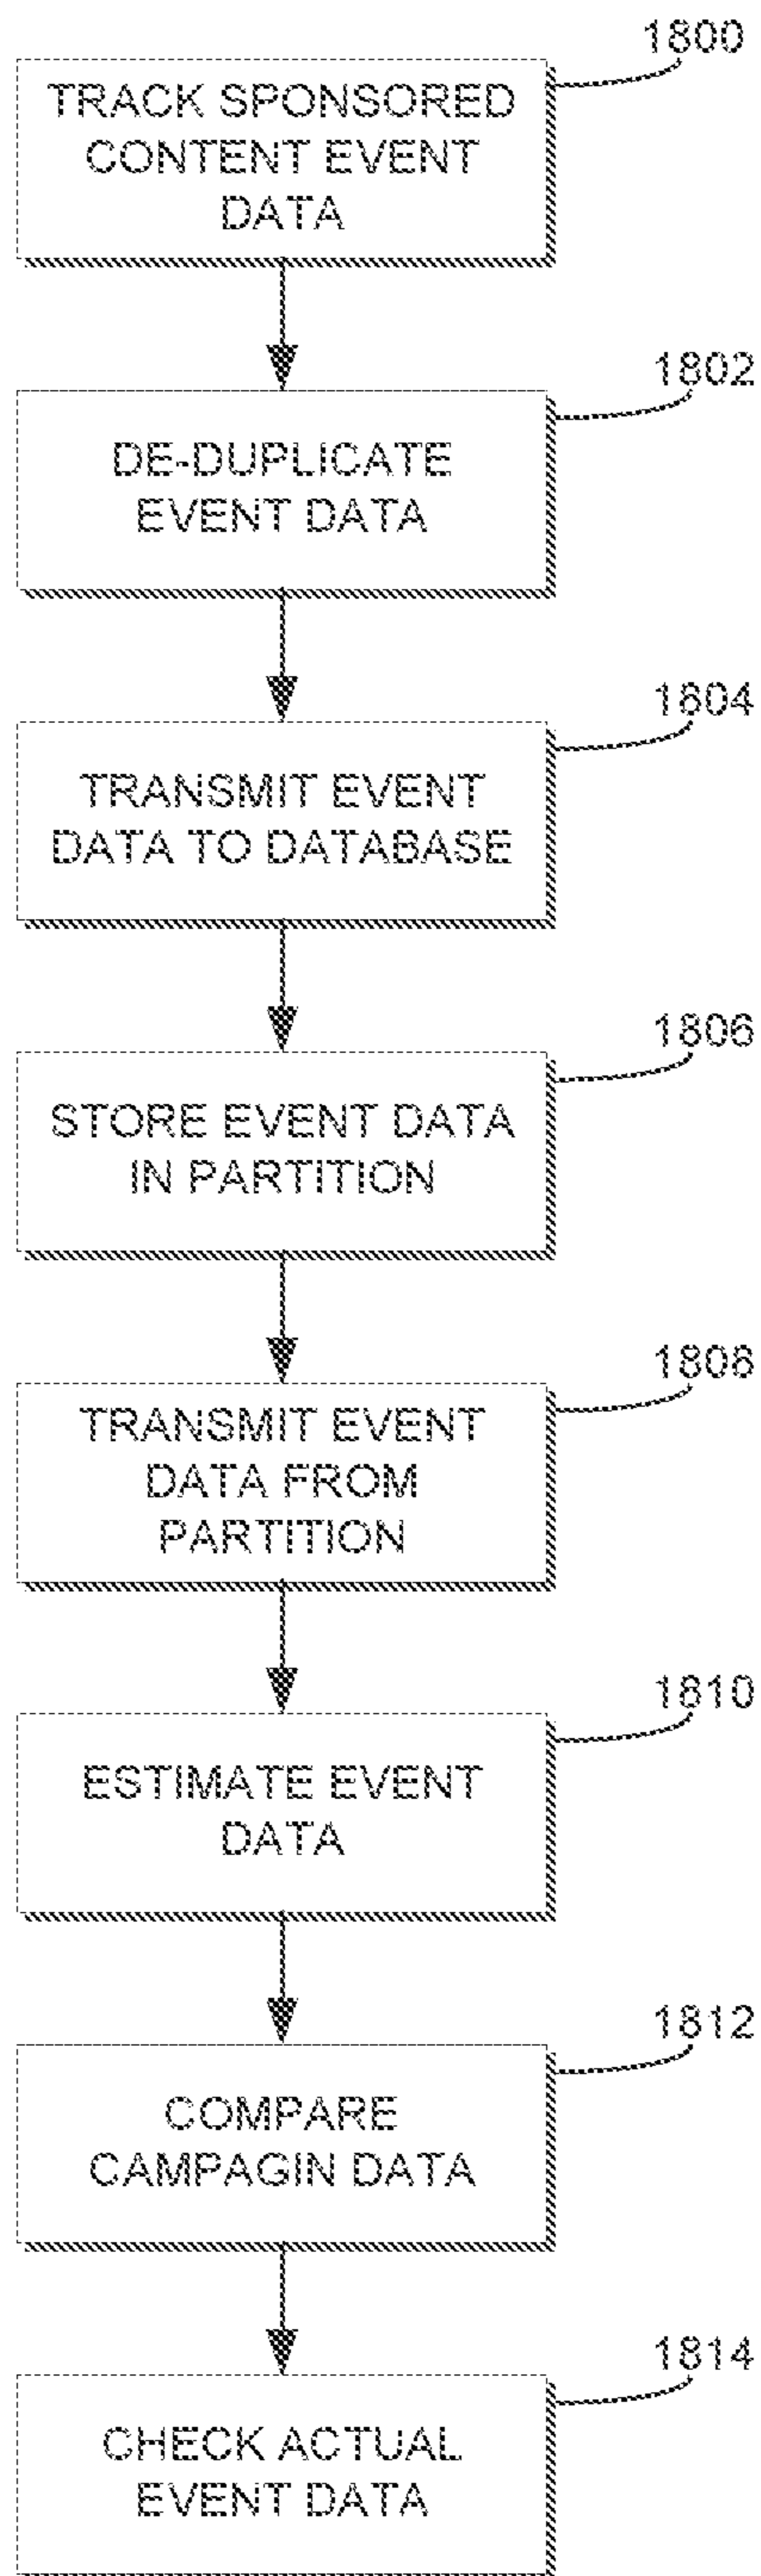 1800
TRACK SPONSORED
CONTENT EVENT
DATA
1802
DE-DUPLICATE
EVENT DATA
1804
TRANSMIT EVENT
DATA TO DATABASE
1806
STORE EVENT DATA
IN PARTITION
1808
TRANSMIT EVENT
DATA FROM
PARTITION
1810
ESTIMATE EVENT
DATA
1812
COMPARE
CAMPAGIN DATA
1814
CHECK ACTUAL
EVENT DATA